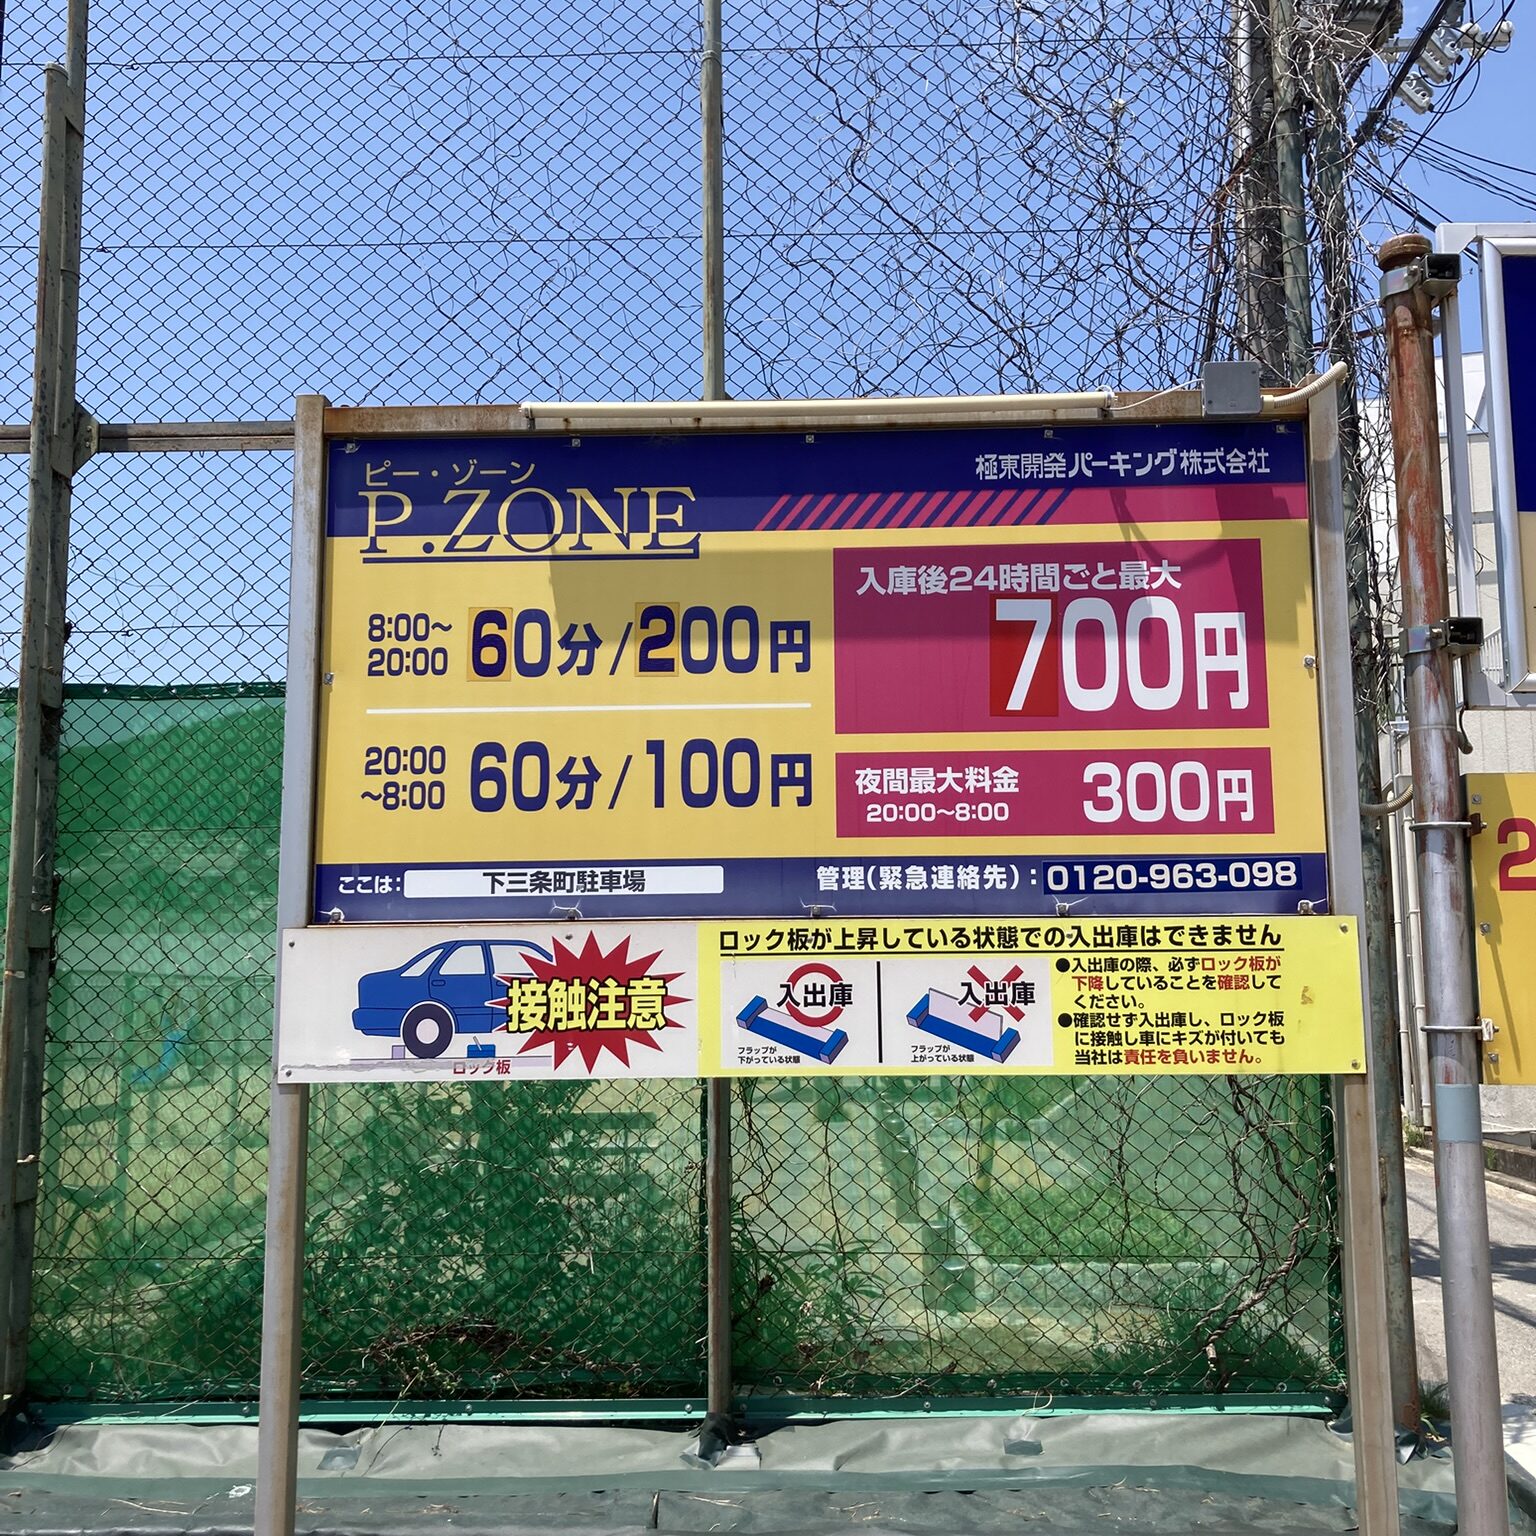 ピー・ゾーン
P.ZONE
極東開発パーキング株式会社
8:00～
20:00
60分/200円
20:00
～8:00
60分/100円
入庫後24時間ごと最大
700円
夜間最大料金
20:00～8:00
300円
ここは:
下三条町駐車場
管理(緊急連絡先):0120-963-098
接触注意
ロック板
ロック板が上昇している状態での入出庫はできません
入出庫
フラップが
下がっている状態
入出庫
フラップが
上がっている状態
●入出庫の際、必ずロック板が
下降していることを確認して
ください。
●確認せず入出庫し、ロック板
に接触し車にキズが付いても
当社は責任を負いません。
2